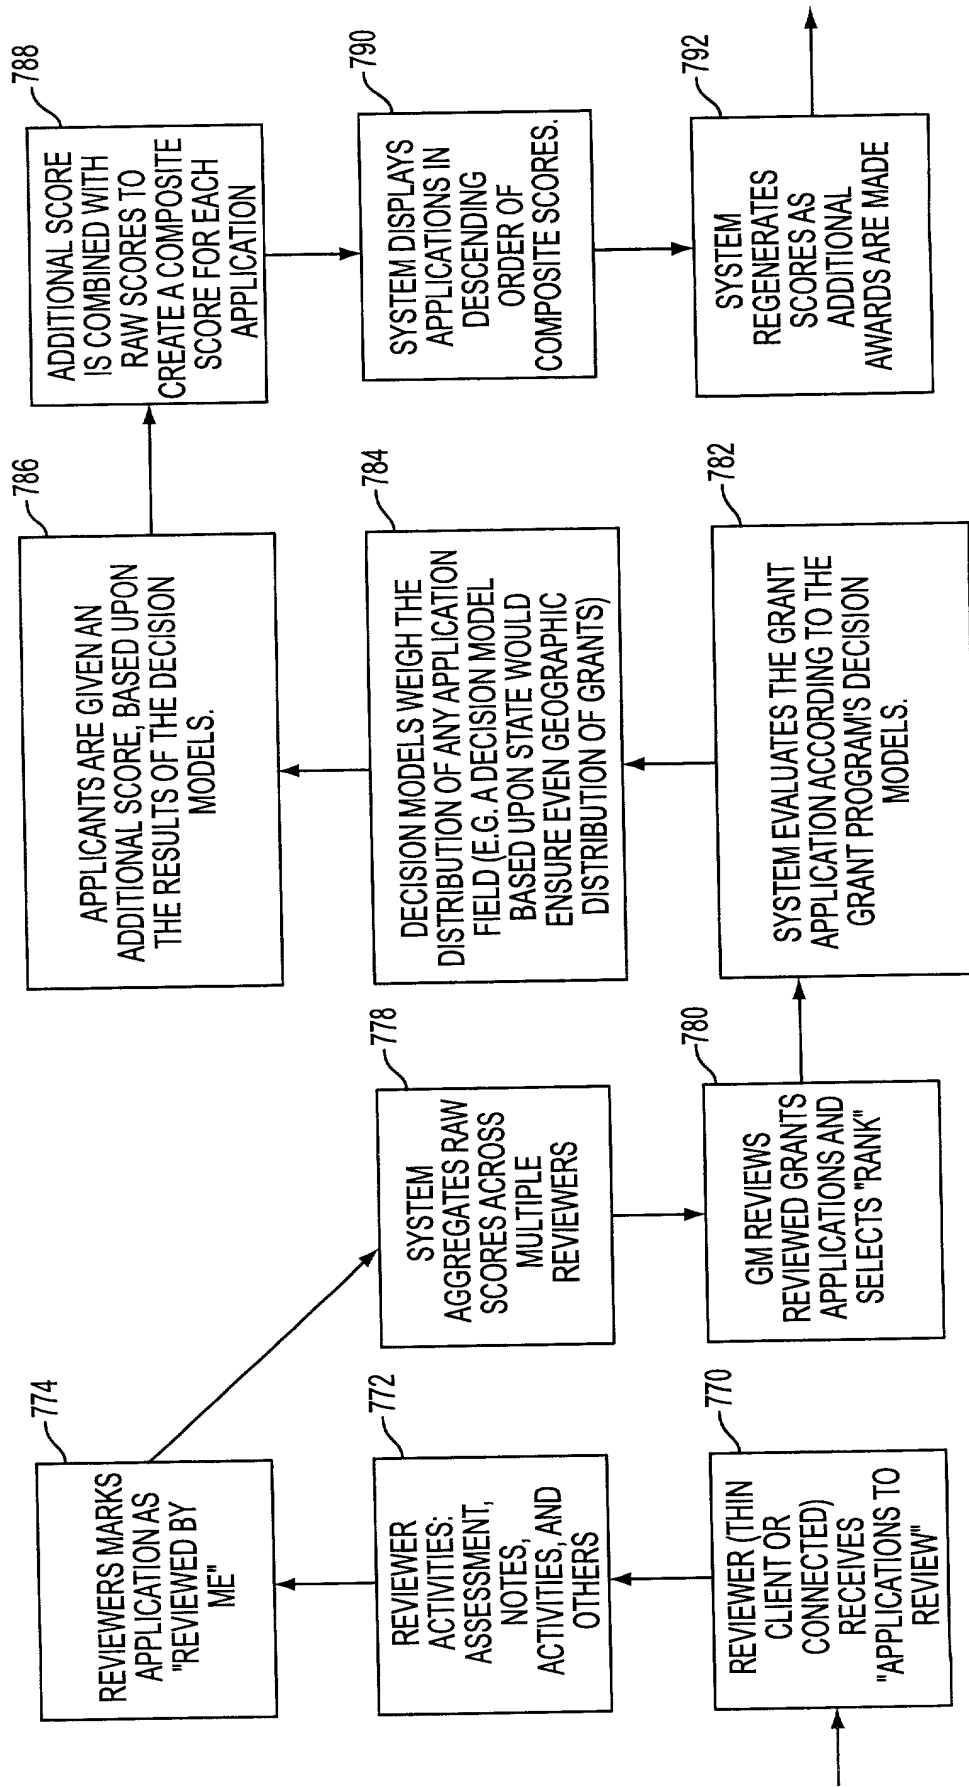 770
REVIEWER (THIN
CLIENT OR
CONNECTED)
RECEIVES
"APPLICATIONS TO
REVIEW"
772
REVIEWER
ACTIVITIES:
ASSESSMENT,
NOTES,
ACTIVITIES, AND
OTHERS
774
REVIEWERS MARKS
APPLICATION AS
"REVIEWED BY
ME"
778
SYSTEM
AGGREGATES RAW
SCORES ACROSS
MULTIPLE
REVIEWERS
780
GM REVIEWS
REVIEWED GRANTS
APPLICATIONS AND
SELECTS "RANK"
782
SYSTEM EVALUATES THE GRANT
APPLICATION ACCORDING TO THE
GRANT PROGRAM'S DECISION
MODELS.
784
DECISION MODELS WEIGH THE
DISTRIBUTION OF ANY APPLICATION
FIELD (E.G. A DECISION MODEL
BASED UPON STATE WOULD
ENSURE EVEN GEOGRAPHIC
DISTRIBUTION OF GRANTS)
786
APPLICANTS ARE GIVEN AN
ADDITIONAL SCORE, BASED UPON
THE RESULTS OF THE DECISION
MODELS.
788
ADDITIONAL SCORE
IS COMBINED WITH
RAW SCORES TO
CREATE A COMPOSITE
SCORE FOR EACH
APPLICATION
790
SYSTEM DISPLAYS
APPLICATIONS IN
DESCENDING
ORDER OF
COMPOSITE SCORES.
792
SYSTEM
REGENERATES
SCORES AS
ADDITIONAL
AWARDS ARE MADE